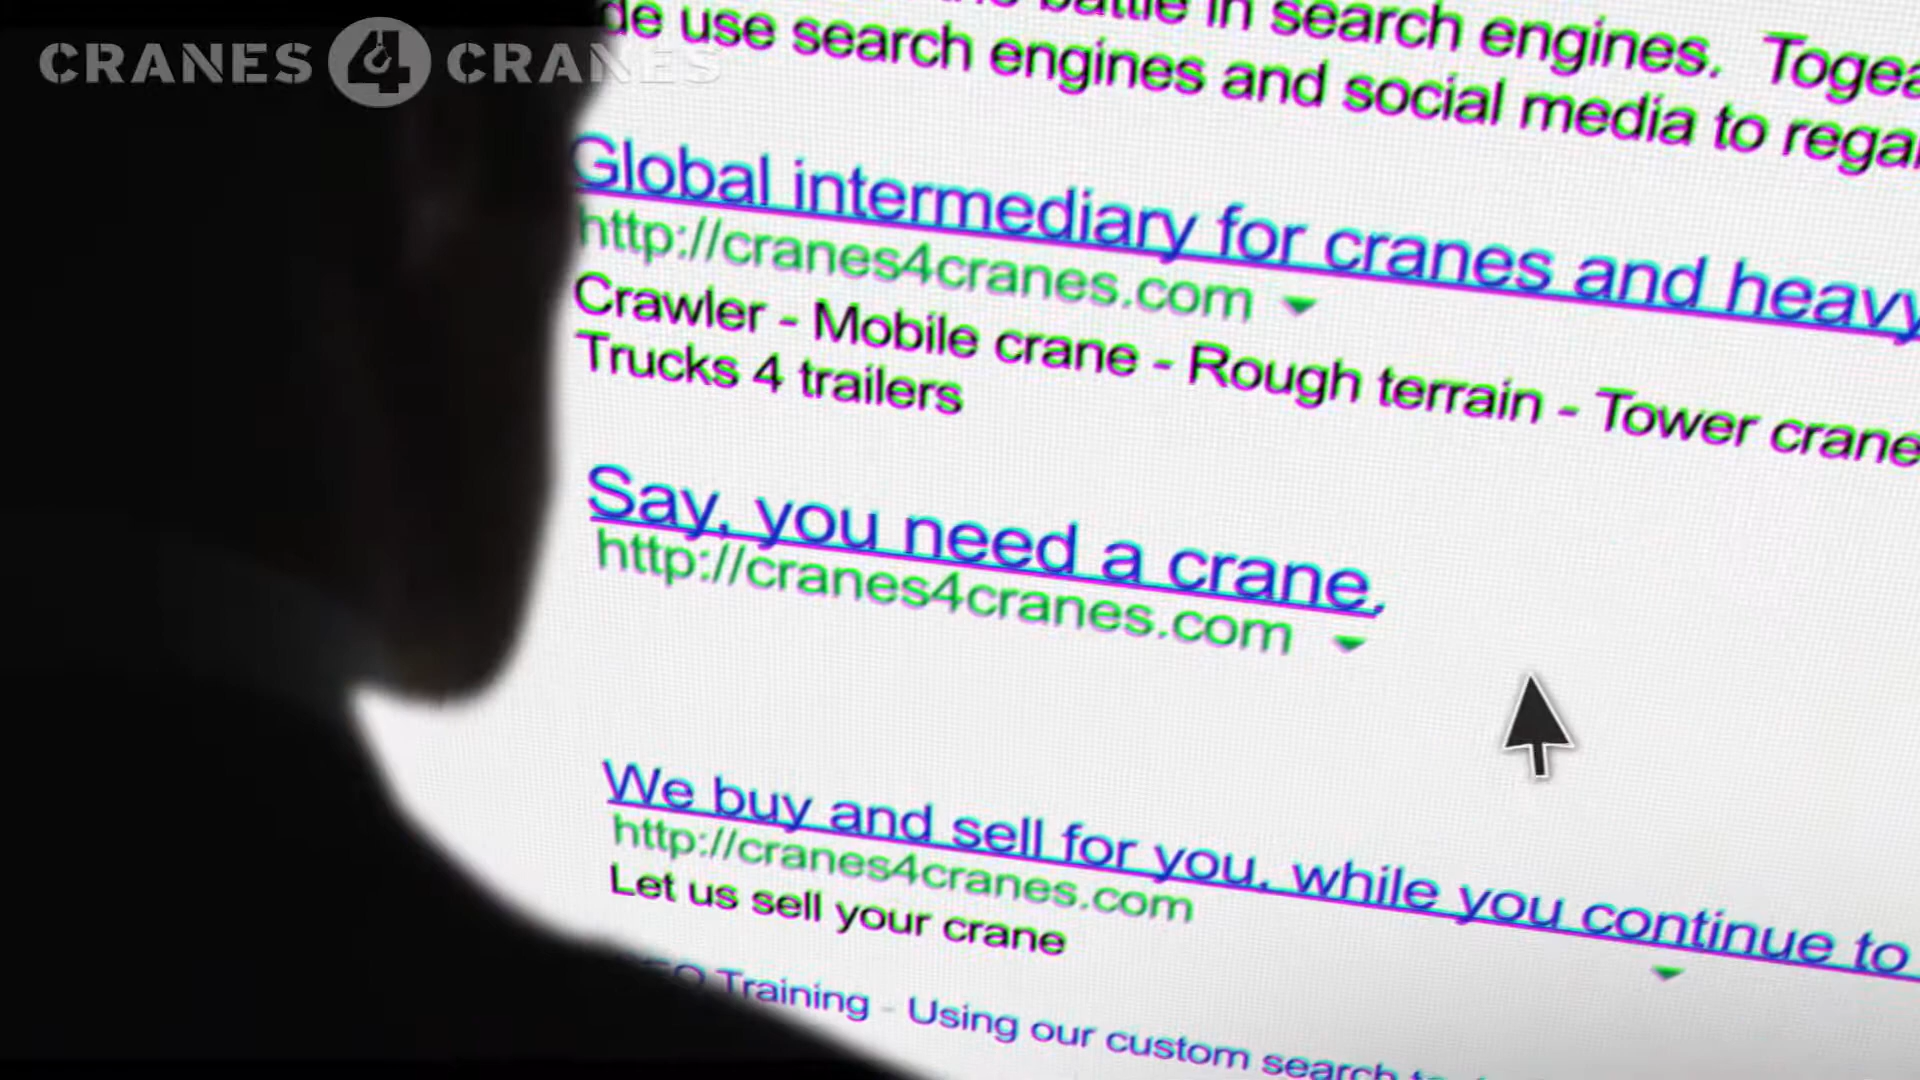 CRANES 4 CRANES
battle in search engines.
use search engines and social media to
Global intermediary for cranes and heavy
http://cranes4cranes.com
Crawler - Mobile crane - Rough terrain - Tower crane
Trucks 4 trailers
Say, you need a crane.
http://cranes4cranes.com
We buy and sell for you, while you continue to
http://cranes4cranes.com
Let us sell your crane
Training - Using our custom search